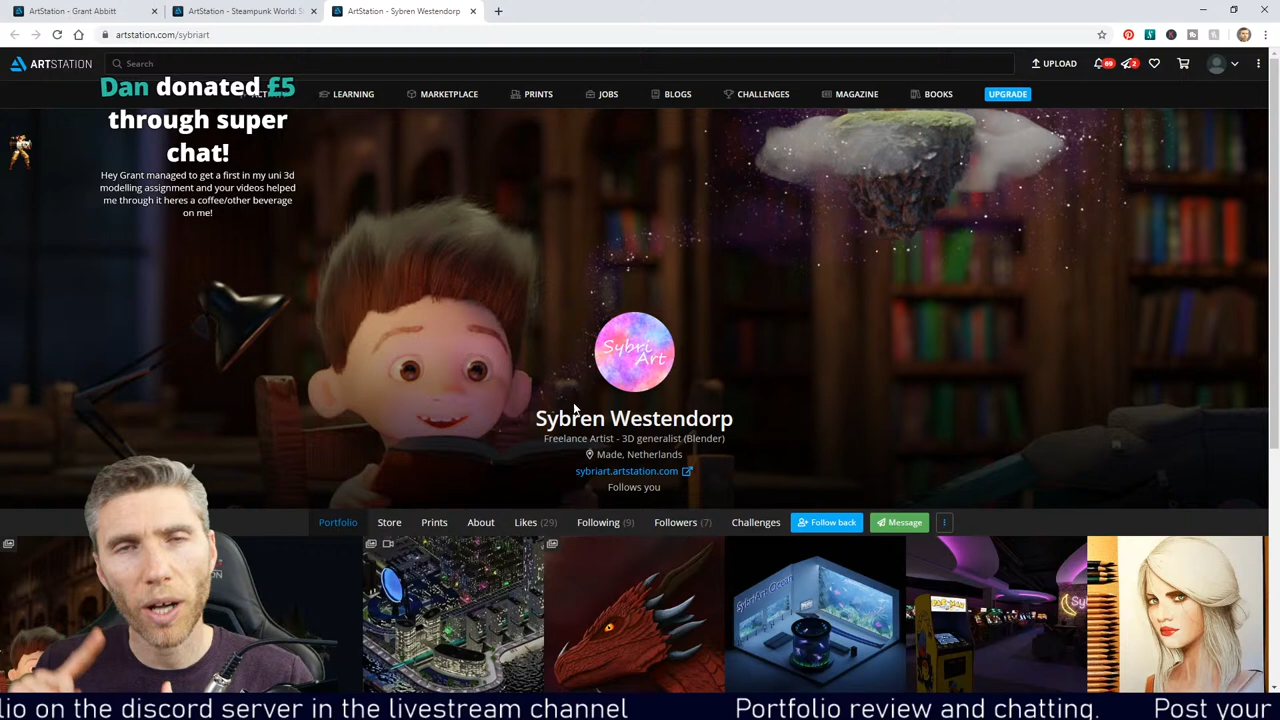 ArtStation - Grant Abbitt
ArtStation - Steampunk World: S
ArtStation - Sybren Westendorp
artstation.com/sybriart
ARTSTATION
Search
UPLOAD
69
2
LEARNING
MARKETPLACE
PRINTS
JOBS
BLOGS
CHALLENGES
MAGAZINE
BOOKS
UPGRADE
Dan donated £5
through super
chat!
Hey Grant managed to get a first in my uni 3d
modelling assignment and your videos helped
me through it heres a coffee/other beverage
on me!
Sybri
Art
Sybren Westendorp
Freelance Artist - 3D generalist (Blender)
Made, Netherlands
sybriart.artstation.com
Follows you
Portfolio
Store
Prints
About
Likes (29)
Following (9)
Followers (7)
Challenges
Follow back
Message
SybriArt Ocean
Sy
lio on the discord server in the livestream channel
Portfolio review and chatting.
Post your